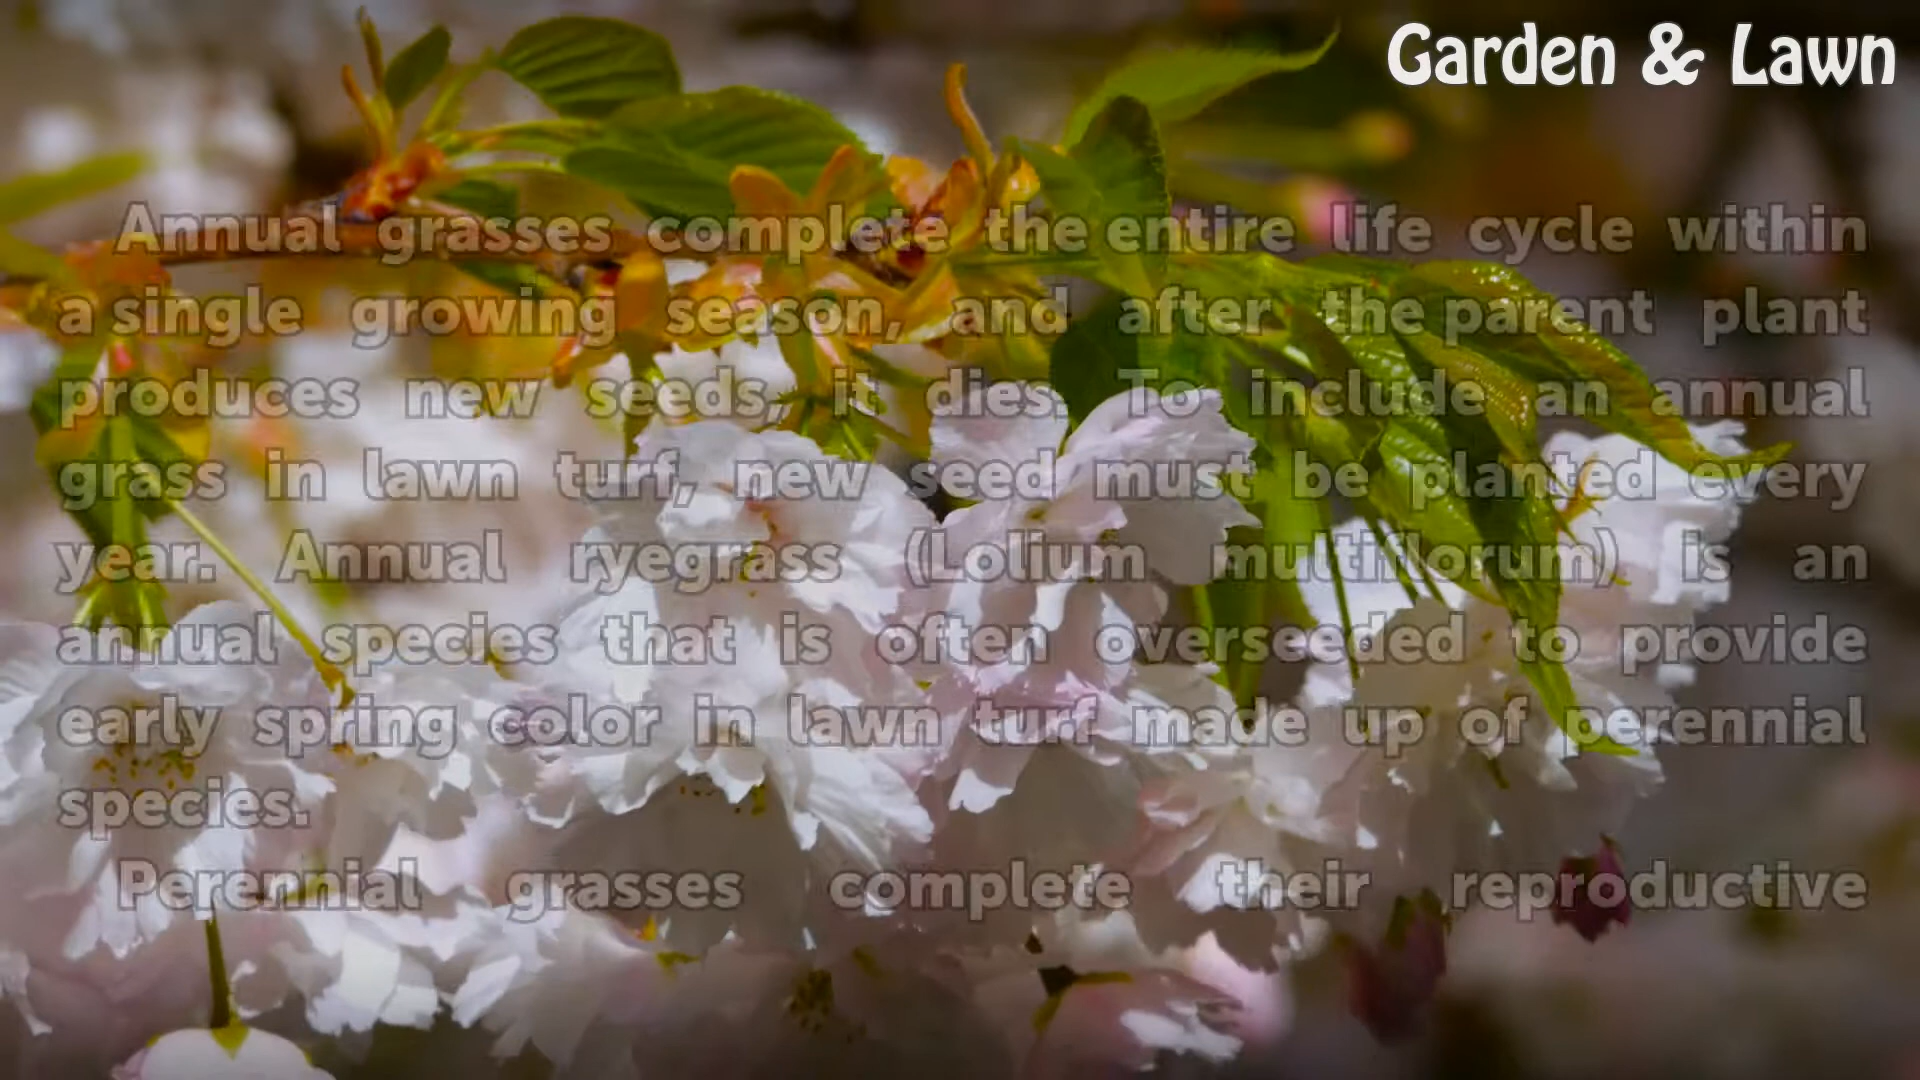 Garden & Lawn
Annual grasses complete the entire life cycle within
a single growing season, and after the parent plant
produces new seeds, it dies. To include an annual
grass in lawn turf, new seed must be planted every
year. Annual ryegrass (Lolium multiflorum) is an
annual species that is often overseeded to provide
early spring color in lawn turf made up of perennial
species.
Perennial grasses complete their reproductive